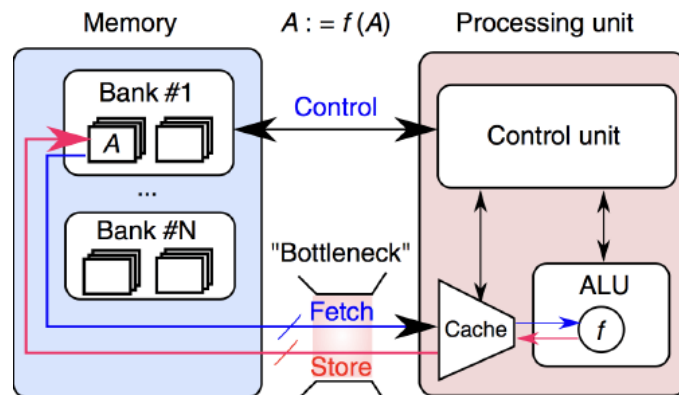 Memory
A := f (A)
Processing unit
Bank #1
A
Control
Control unit
...
Bank #N
"Bottleneck"
ALU
Fetch
Cache
f
Store